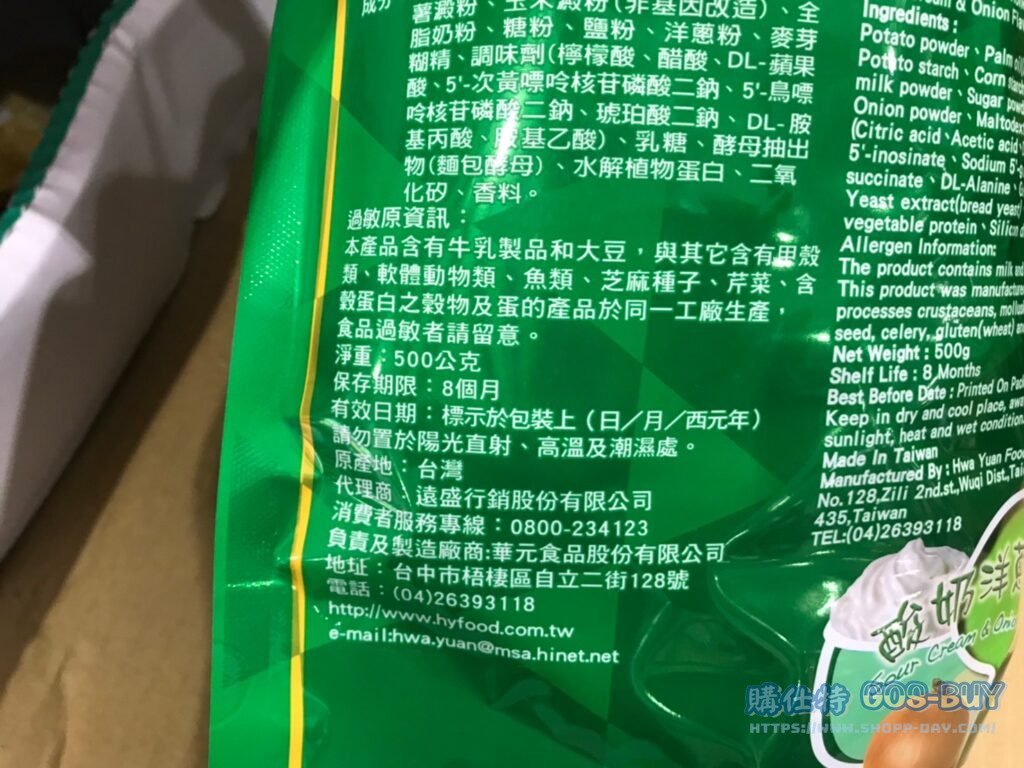 成分
薯澱粉、玉米澱粉(非基因改造)、全
脂奶粉、糖粉、鹽粉、洋蔥粉、麥芽
糊精、調味劑(檸檬酸、醋酸、DL-蘋果
酸、5'-次黃嘌呤核苷磷酸二鈉、5'-鳥嘌
呤核苷磷酸二鈉、琥珀酸二鈉、DL-胺
基丙酸、基乙酸)、乳糖、酵母抽出
物(麵包酵母)、水解植物蛋白、二氧
化矽、香料。
過敏原資訊：
本產品含有牛乳製品和大豆，與其它含有甲殼
類、軟體動物類、魚類、芝麻種子、芹菜、含
穀蛋白之穀物及蛋的產品於同一工廠生產，
食品過敏者請留意。
淨重：500公克
保存期限：8個月
有效日期：標示於包裝上（日／月／西元年）
請勿置於陽光直射、高溫及潮濕處。
原產地：台灣
代理商：遠盛行銷股份有限公司
消費者服務專線：0800-234123
負責及製造廠商:華元食品股份有限公司
地址：台中市梧棲區自立二街128號
電話：(04)26393118
http://www.hyfood.com.tw
e-mail:hwa.yuan@msa.hinet.net
& Onion
Ingredients :
Potato powder、Palm
Potato starch、Corn
milk powder、Sugar
Onion powder、
(Citric acid、Acetic acid、
5'-inosinate、Sodium 5'-
succinate、DL-Alanine、
Yeast extract(bread yeast)
vegetable protein、Silicon
Allergen Information:
The product contains milk and
This product was manufacture
processes crustaceans,
seed, celery, gluten(wheat)
Net Weight : 500g
Shelf Life : 8 Months
Best Before Date : Printed On
Keep in dry and cool place,
sunlight, heat and wet condition
Made In Taiwan
Manufactured By : Hwa Yuan
No.128,Zili 2nd.st.,Wuqi Dist.,
435,Taiwan
TEL:(04)26393118
酸奶洋蔥
Sour Cream & Onion
購仕特 GOS-BUY
HTTPS://WWW.SHOPP-DAY.COM/